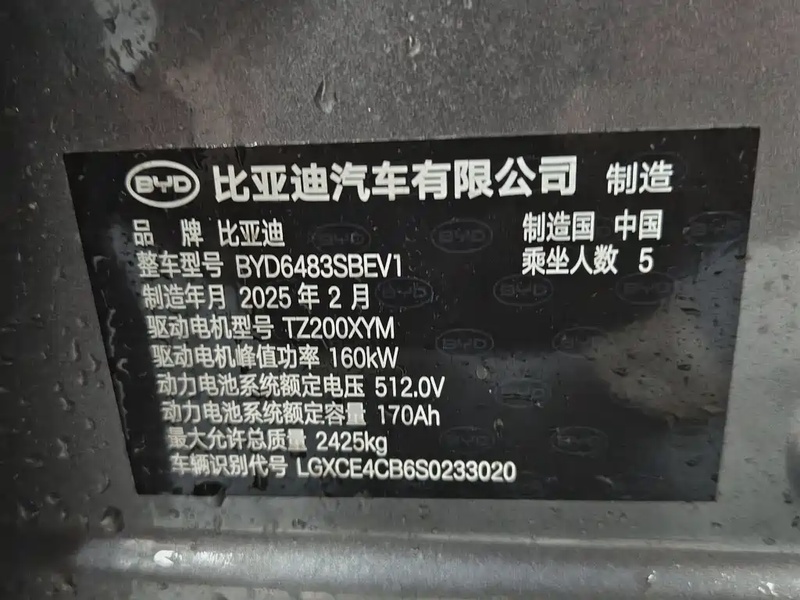 BYD 比亚迪汽车有限公司 制造
品 牌 比亚迪 制造国 中国
整车型号 BYD6483SBEV1 乘坐人数 5
制造年月 2025 年 2 月
驱动电机型号 TZ200XYM
驱动电机峰值功率 160kW
动力电池系统额定电压 512.0V
动力电池系统额定容量 170Ah
最大允许总质量 2425kg
车辆识别代号 LGXCE4CB6S0233020